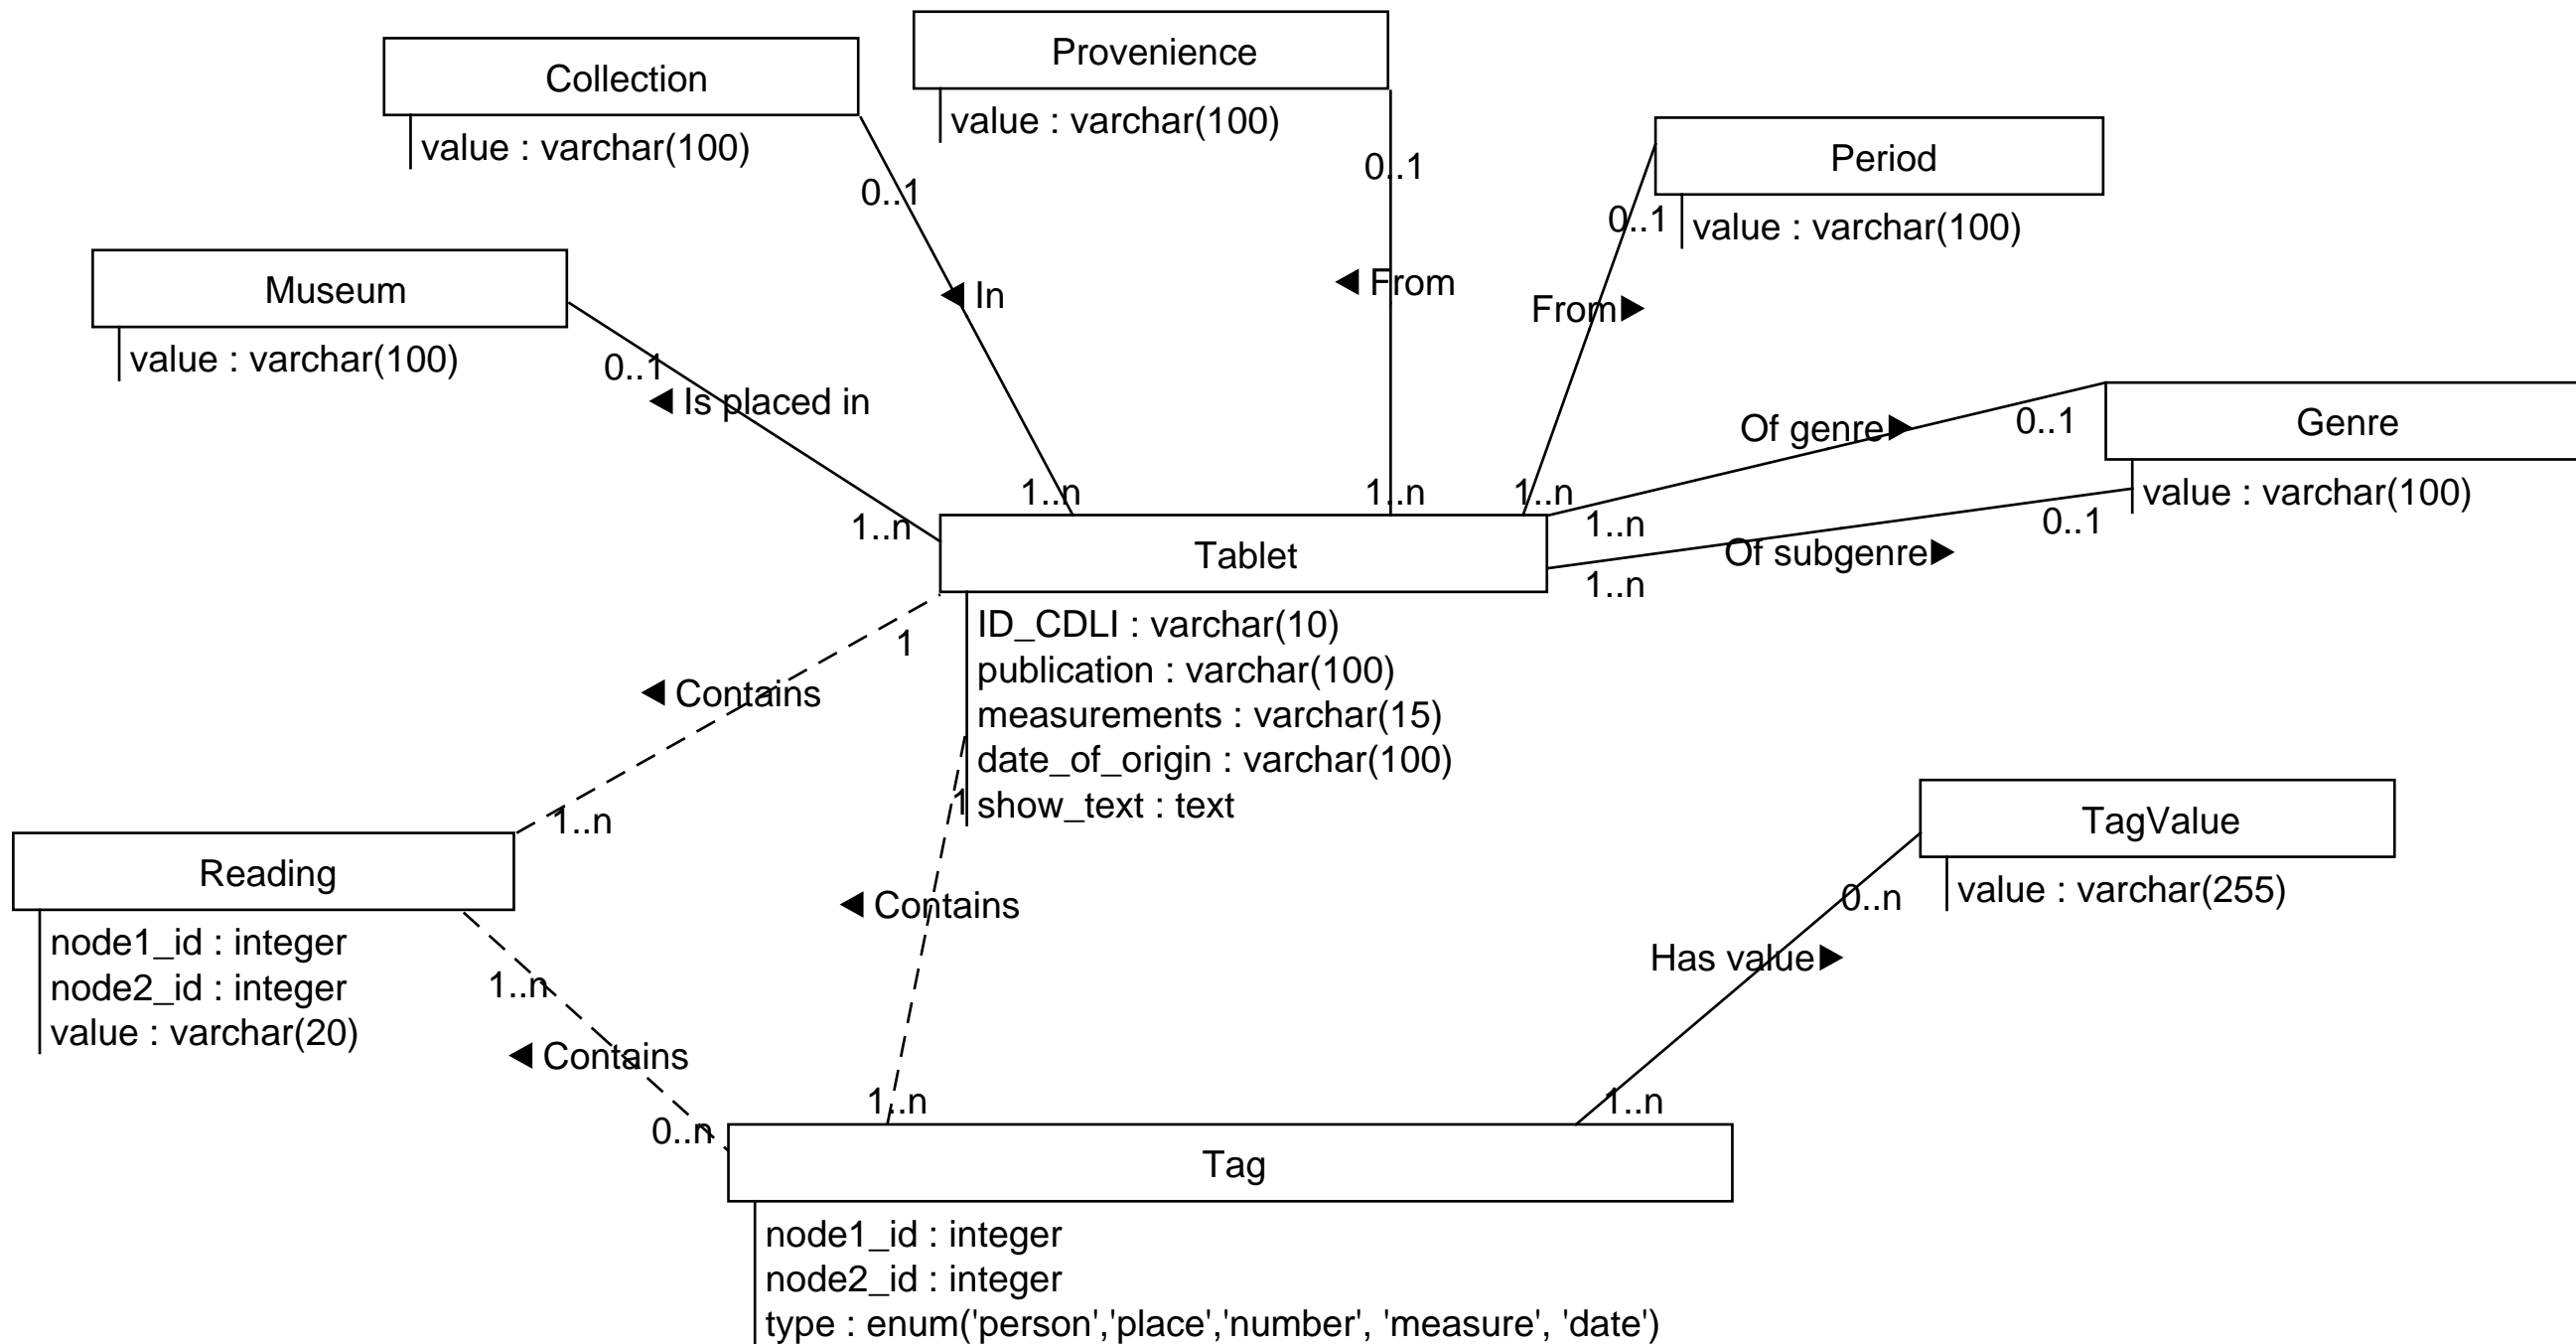 Provenience
value : varchar(100)
Collection
value : varchar(100)
Period
value : varchar(100)
0..1
0..1
0..1
Museum
value : varchar(100)
◄ In
◄ From
From►
0..1
◄ Is placed in
Genre
value : varchar(100)
Of genre►
0..1
0..1
Of subgenre►
1..n
1..n
1..n
1..n
1..n
1..n
Tablet
ID_CDLI : varchar(10)
publication : varchar(100)
measurements : varchar(15)
date_of_origin : varchar(100)
show_text : text
1
◄ Contains
1..n
1
◄ Contains
1..n
Reading
node1_id : integer
node2_id : integer
value : varchar(20)
1..n
◄ Contains
0..n
TagValue
value : varchar(255)
0..n
Has value►
1..n
Tag
node1_id : integer
node2_id : integer
type : enum('person','place','number', 'measure', 'date')